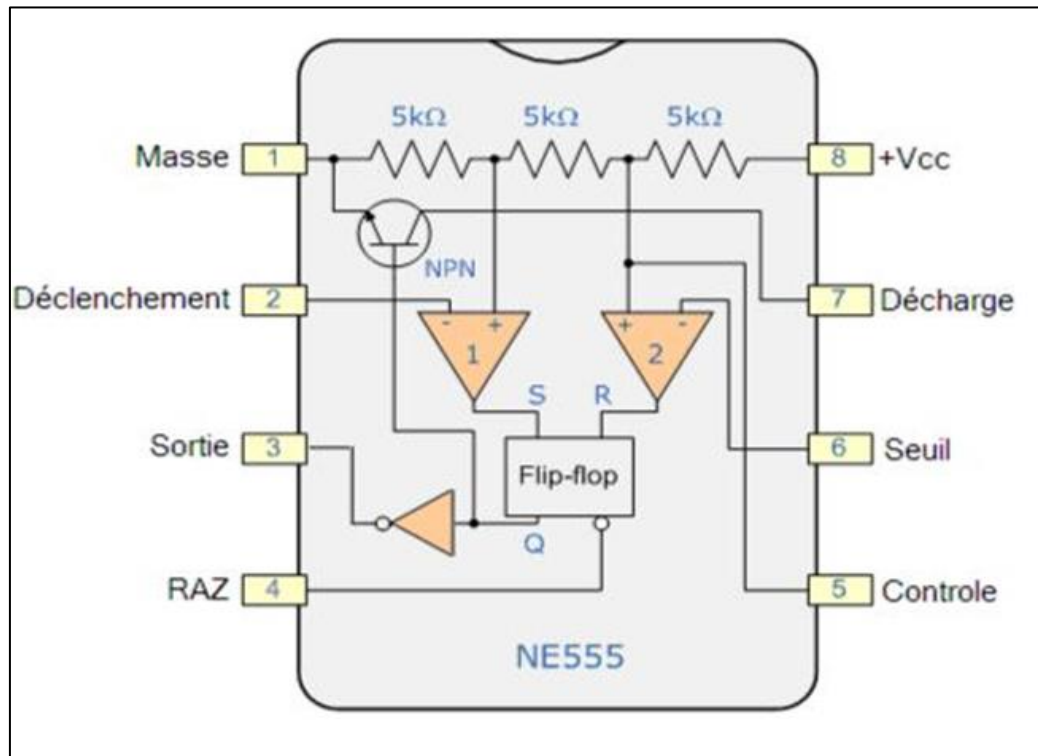 5kΩ 5kΩ 5kΩ
Masse 1
8 +Vcc
NPN
Déclenchement 2
7 Décharge
- +
+ -
1
2
S R
Sortie 3
6 Seuil
Flip-flop
Q
RAZ 4
5 Controle
NE555